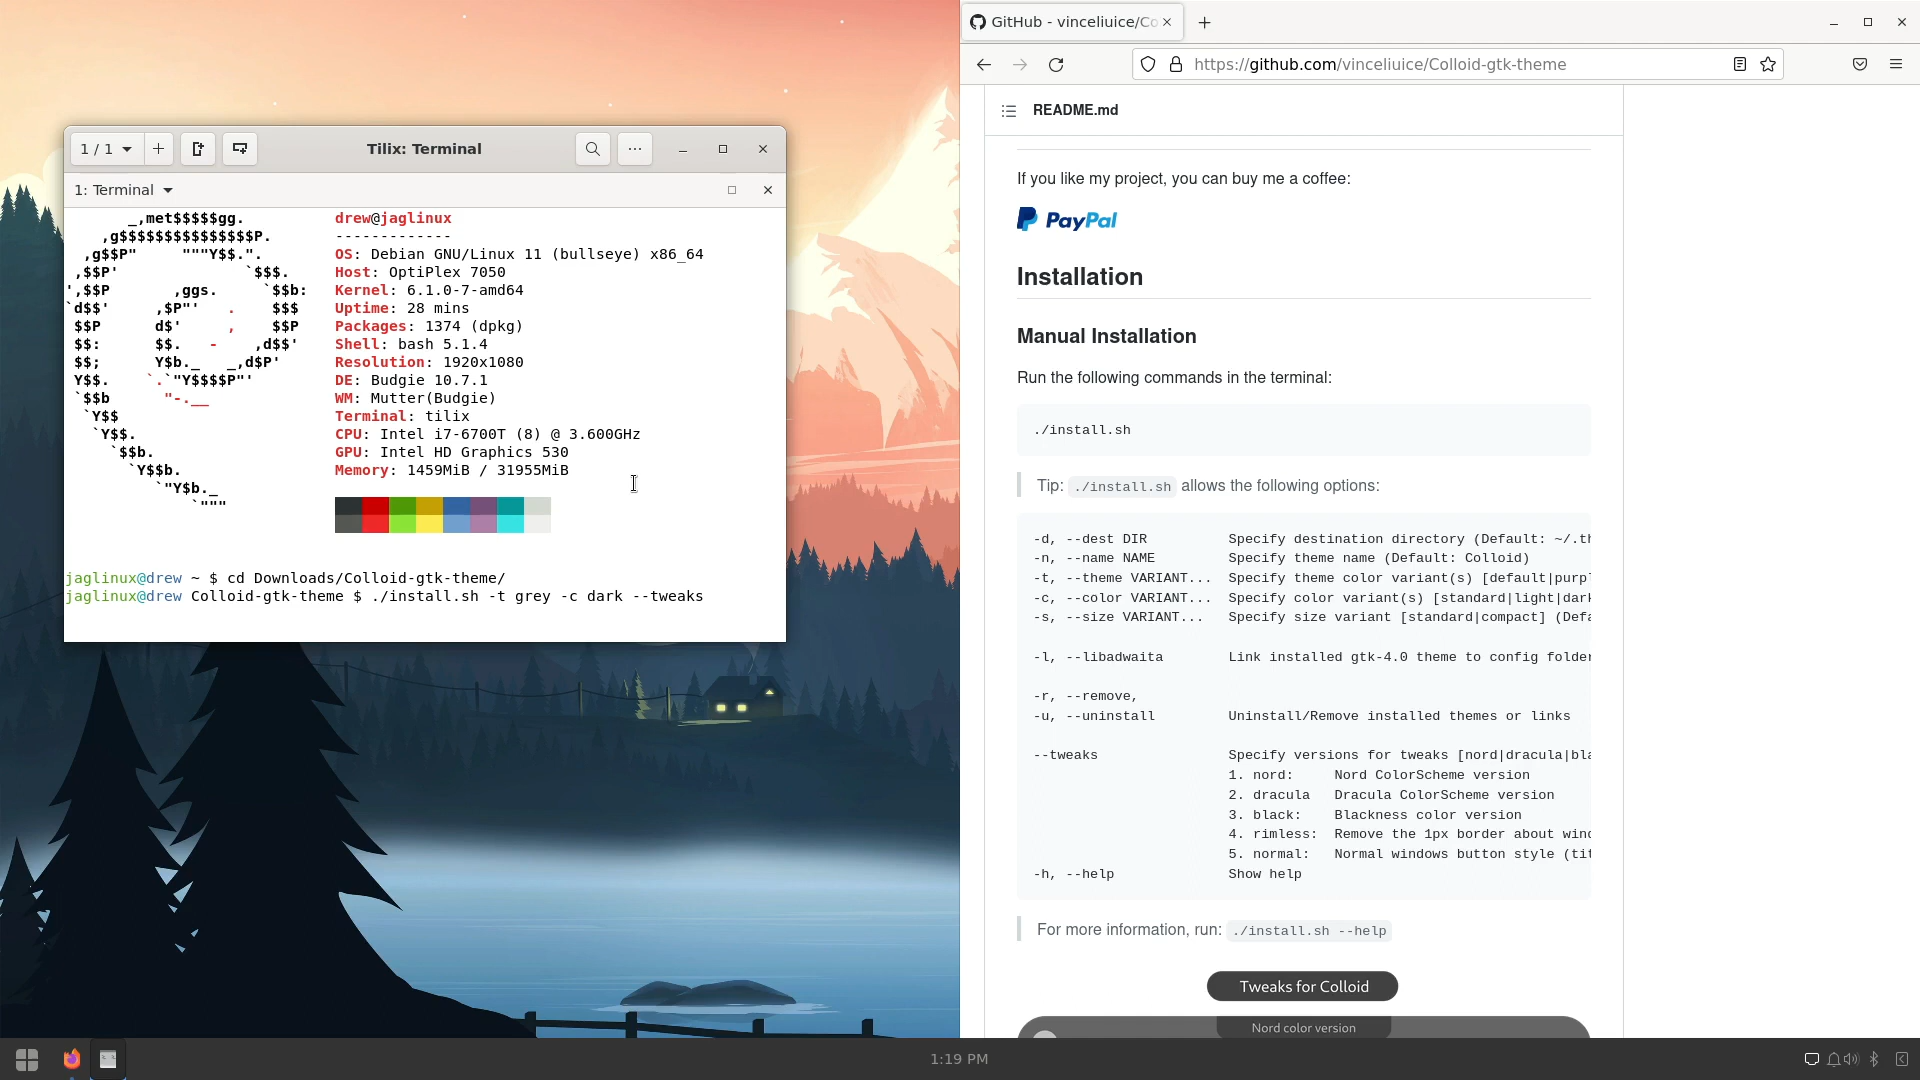 1 / 1
Tilix: Terminal
1: Terminal
_,met$$$$$gg.
,g$$$$$$$$$$$$$$$P.
,g$$P"     """Y$$.".
,$$P'              `$$$.
',$$P       ,ggs.     `$$b:
`d$$'     ,$P"'   .    $$$
$$P      d$'     ,    $$P
$$:      $$.   -    ,d$$'
$$;      Y$b._   _,d$P'
Y$$.    `.`"Y$$$$P"'
`$$b      "-.__
`Y$$
`Y$$.
`$$b.
`Y$$b.
`"Y$b._
`"""
drew@jaglinux
-------------
OS: Debian GNU/Linux 11 (bullseye) x86_64
Host: OptiPlex 7050
Kernel: 6.1.0-7-amd64
Uptime: 28 mins
Packages: 1374 (dpkg)
Shell: bash 5.1.4
Resolution: 1920x1080
DE: Budgie 10.7.1
WM: Mutter(Budgie)
Terminal: tilix
CPU: Intel i7-6700T (8) @ 3.600GHz
GPU: Intel HD Graphics 530
Memory: 1459MiB / 31955MiB
jaglinux@drew ~ $ cd Downloads/Colloid-gtk-theme/
jaglinux@drew Colloid-gtk-theme $ ./install.sh -t grey -c dark --tweaks
GitHub - vinceliuice/Co
https://github.com/vinceliuice/Colloid-gtk-theme
README.md
If you like my project, you can buy me a coffee:
PayPal
Installation
Manual Installation
Run the following commands in the terminal:
./install.sh
Tip: ./install.sh allows the following options:
-d, --dest DIR          Specify destination directory (Default: ~/.th
-n, --name NAME         Specify theme name (Default: Colloid)
-t, --theme VARIANT...  Specify theme color variant(s) [default|purpl
-c, --color VARIANT...  Specify color variant(s) [standard|light|dark
-s, --size VARIANT...   Specify size variant [standard|compact] (Defa
-l, --libadwaita        Link installed gtk-4.0 theme to config folder
-r, --remove,
-u, --uninstall         Uninstall/Remove installed themes or links
--tweaks                Specify versions for tweaks [nord|dracula|bla
1. nord:     Nord ColorScheme version
2. dracula   Dracula ColorScheme version
3. black:    Blackness color version
4. rimless:  Remove the 1px border about wind
5. normal:   Normal windows button style (tit
-h, --help              Show help
For more information, run: ./install.sh --help
Tweaks for Colloid
Nord color version
1:19 PM